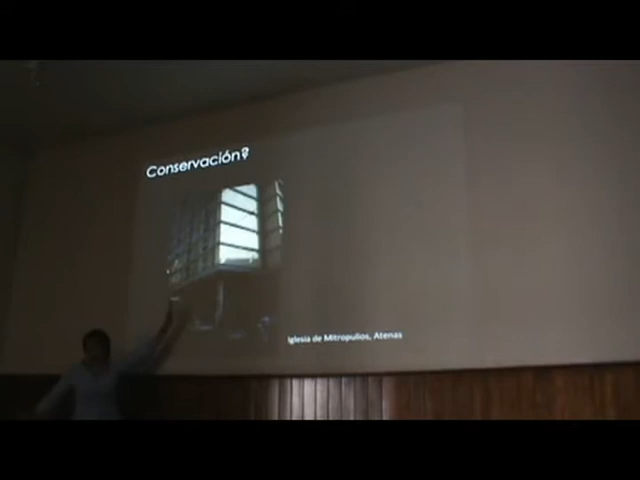 Conservación?
Iglesia de Mitropulios, Atenas